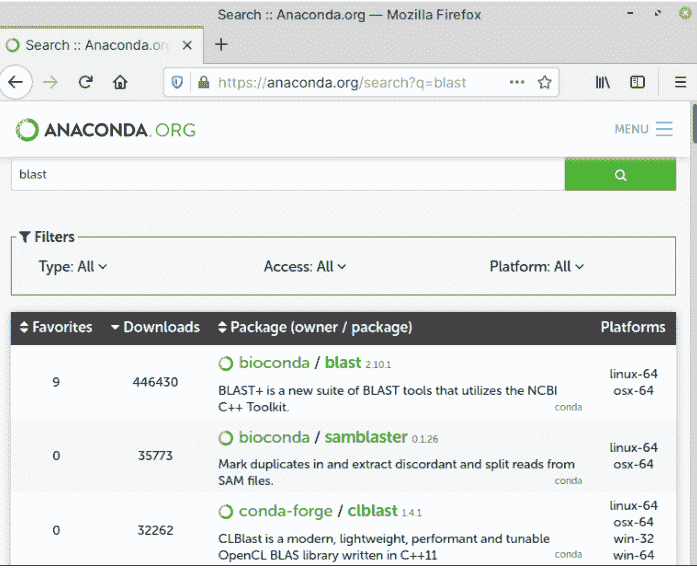 Search :: Anaconda.org — Mozilla Firefox
Search :: Anaconda.org
https://anaconda.org/search?q=blast
ANACONDA.ORG
MENU
blast
Filters
Type: All Access: All Platform: All
Favorites Downloads Package (owner / package) Platforms
bioconda / blast 2.10.1
9 446430 linux-64
BLAST+ is a new suite of BLAST tools that utilizes the NCBI osx-64
C++ Toolkit. conda
bioconda / samblaster 0.1.26
0 35773 linux-64
Mark duplicates in and extract discordant and split reads from osx-64
SAM files. conda
conda-forge / clblast 1.4.1 linux-64
0 32262 osx-64
CLBlast is a modern, lightweight, performant and tunable win-32
OpenCL BLAS library written in C++11 conda win-64